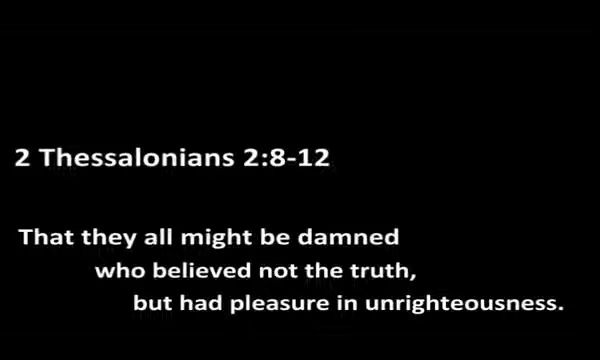 2 Thessalonians 2:8-12
That they all might be damned
who believed not the truth,
but had pleasure in unrighteousness.